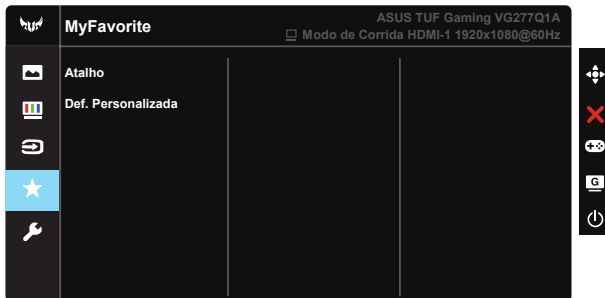 MyFavorite
ASUS TUF Gaming VG277Q1A
Modo de Corrida HDMI-1 1920x1080@60Hz
Atalho
Def. Personalizada
G